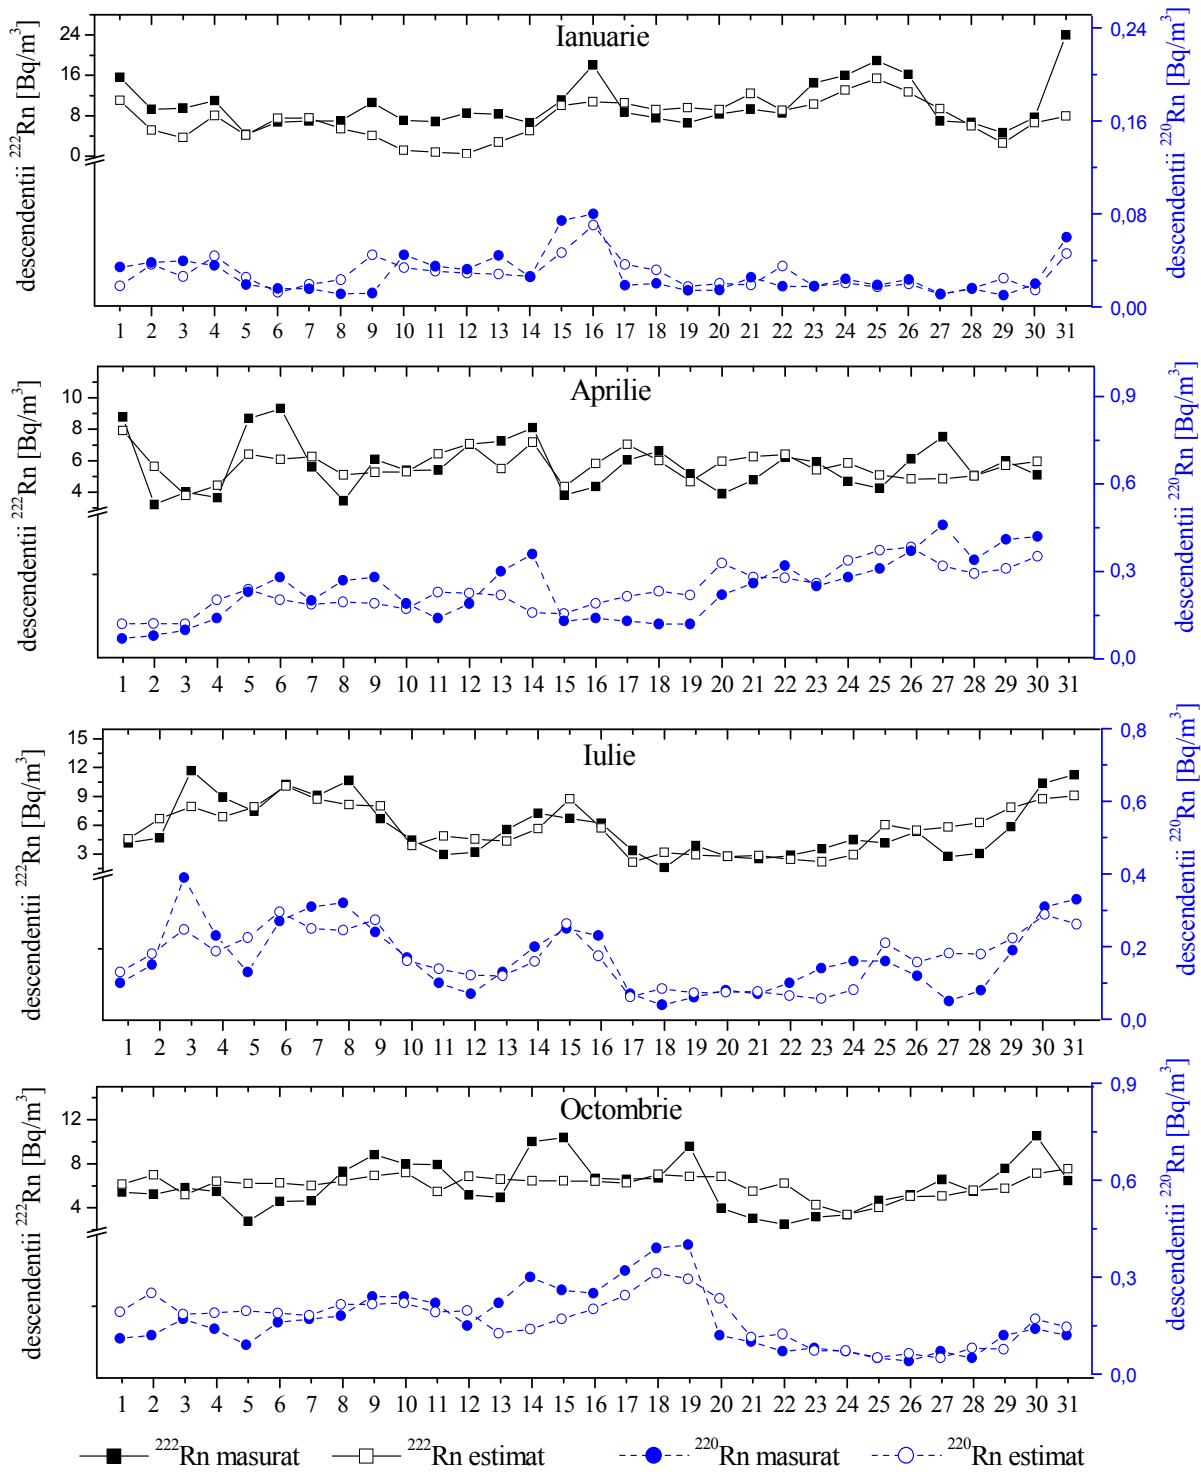 Ianuarie
descendentii ²²²Rn [Bq/m³]
24
16
8
0
descendentii ²²⁰Rn [Bq/m³]
0,24
0,16
0,08
0,00
1 2 3 4 5 6 7 8 9 10 11 12 13 14 15 16 17 18 19 20 21 22 23 24 25 26 27 28 29 30 31
Aprilie
descendentii ²²²Rn [Bq/m³]
10
8
6
4
descendentii ²²⁰Rn [Bq/m³]
0,9
0,6
0,3
0,0
1 2 3 4 5 6 7 8 9 10 11 12 13 14 15 16 17 18 19 20 21 22 23 24 25 26 27 28 29 30 31
Iulie
descendentii ²²²Rn [Bq/m³]
15
12
9
6
3
descendentii ²²⁰Rn [Bq/m³]
0,8
0,6
0,4
0,2
0,0
1 2 3 4 5 6 7 8 9 10 11 12 13 14 15 16 17 18 19 20 21 22 23 24 25 26 27 28 29 30 31
Octombrie
descendentii ²²²Rn [Bq/m³]
12
8
4
descendentii ²²⁰Rn [Bq/m³]
0,9
0,6
0,3
0,0
1 2 3 4 5 6 7 8 9 10 11 12 13 14 15 16 17 18 19 20 21 22 23 24 25 26 27 28 29 30 31
²²²Rn masurat ²²²Rn estimat ²²⁰Rn masurat ²²⁰Rn estimat